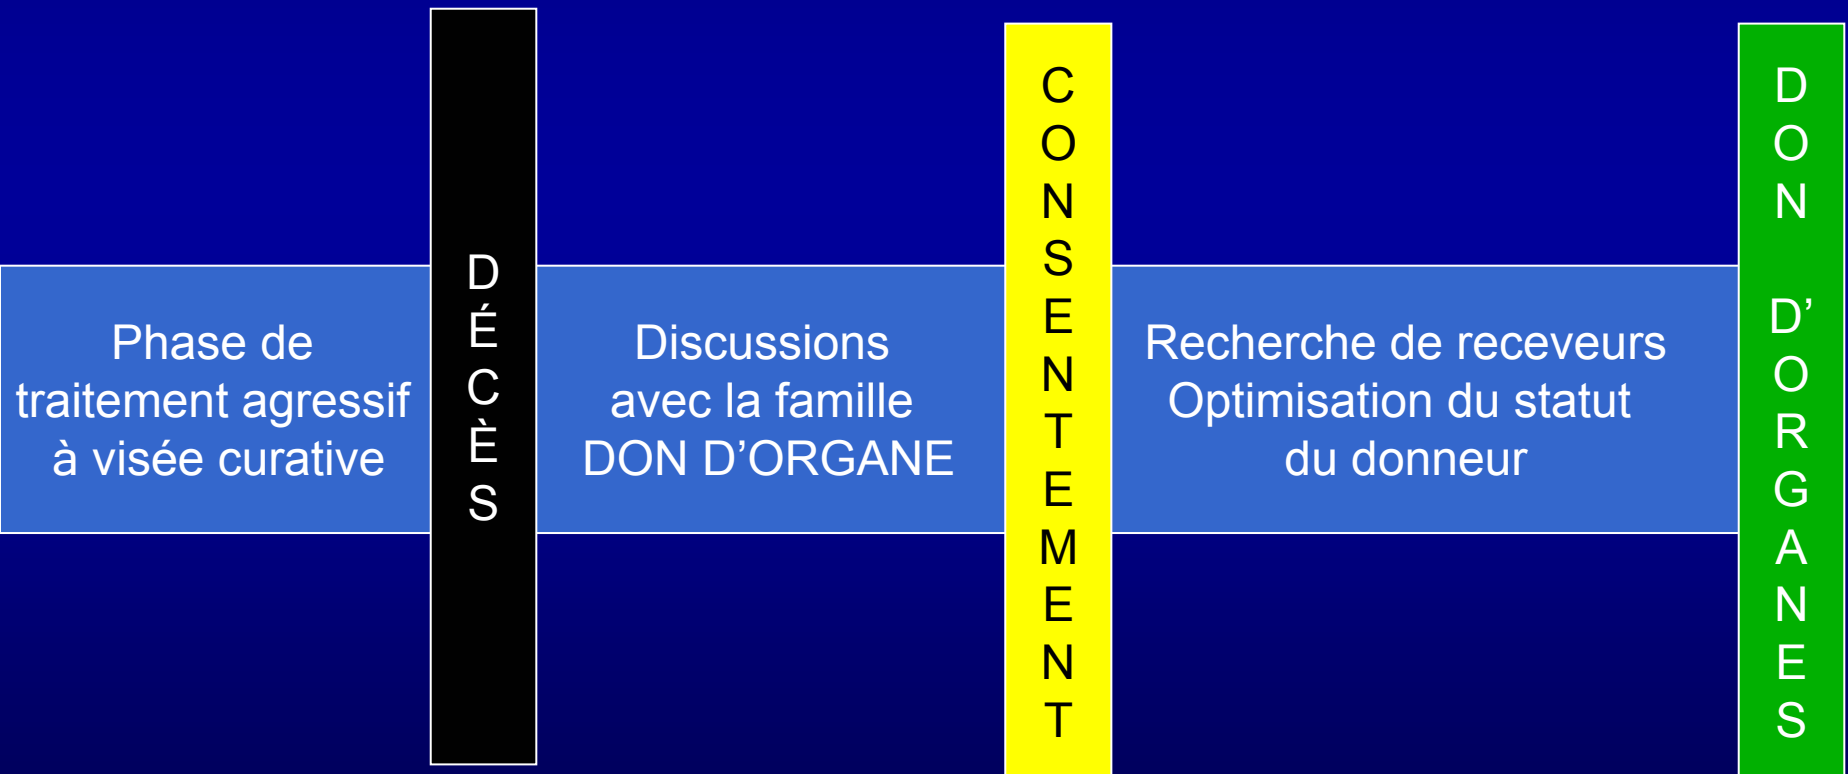 Phase de
traitement agressif
à visée curative
DÉCÈS
Discussions
avec la famille
DON D’ORGANE
CONSENTEMENT
Recherche de receveurs
Optimisation du statut
du donneur
DON D’ORGANES